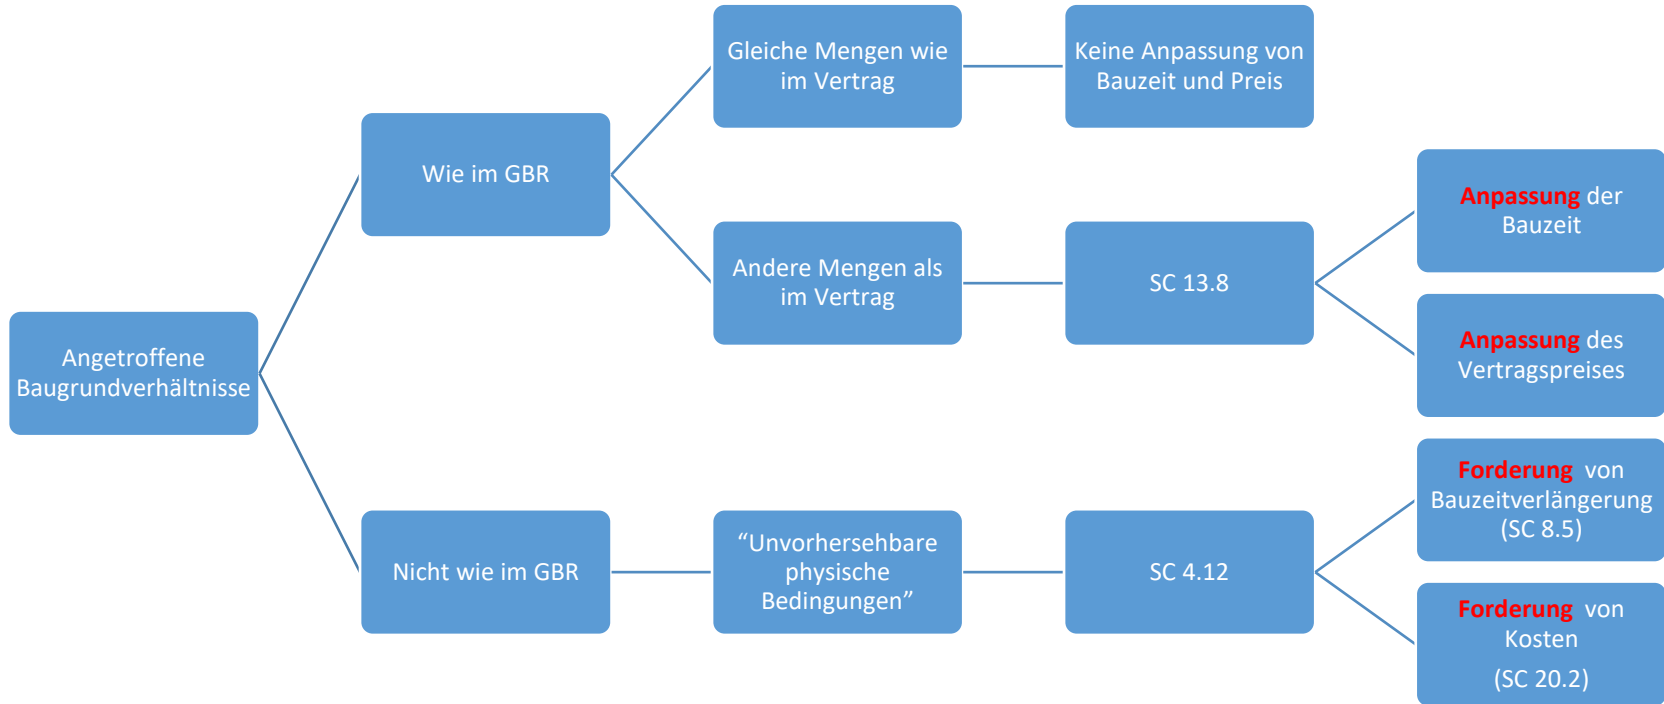 Gleiche Mengen wie
im Vertrag
Keine Anpassung von
Bauzeit und Preis
Wie im GBR
Anpassung der
Bauzeit
Andere Mengen als
im Vertrag
SC 13.8
Anpassung des
Vertragspreises
Angetroffene
Baugrundverhältnisse
Forderung von
Bauzeitverlängerung
(SC 8.5)
Nicht wie im GBR
“Unvorhersehbare
physische
Bedingungen”
SC 4.12
Forderung von
Kosten
(SC 20.2)